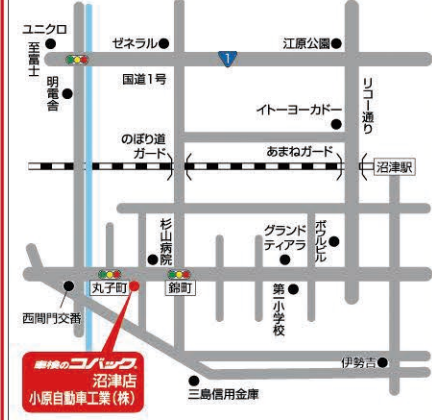 ユニクロ
至富士
明電舎
ゼネラル
国道1号
1
江原公園
リコー通り
イトーヨーカドー
のぼり道
ガード
あまねガード
沼津駅
杉山病院
グランド
ティアラ
ボウルビル
丸子町
錦町
第一小学校
西間門交番
車検のコバック
沼津店
小原自動車工業(株)
三島信用金庫
伊勢吉